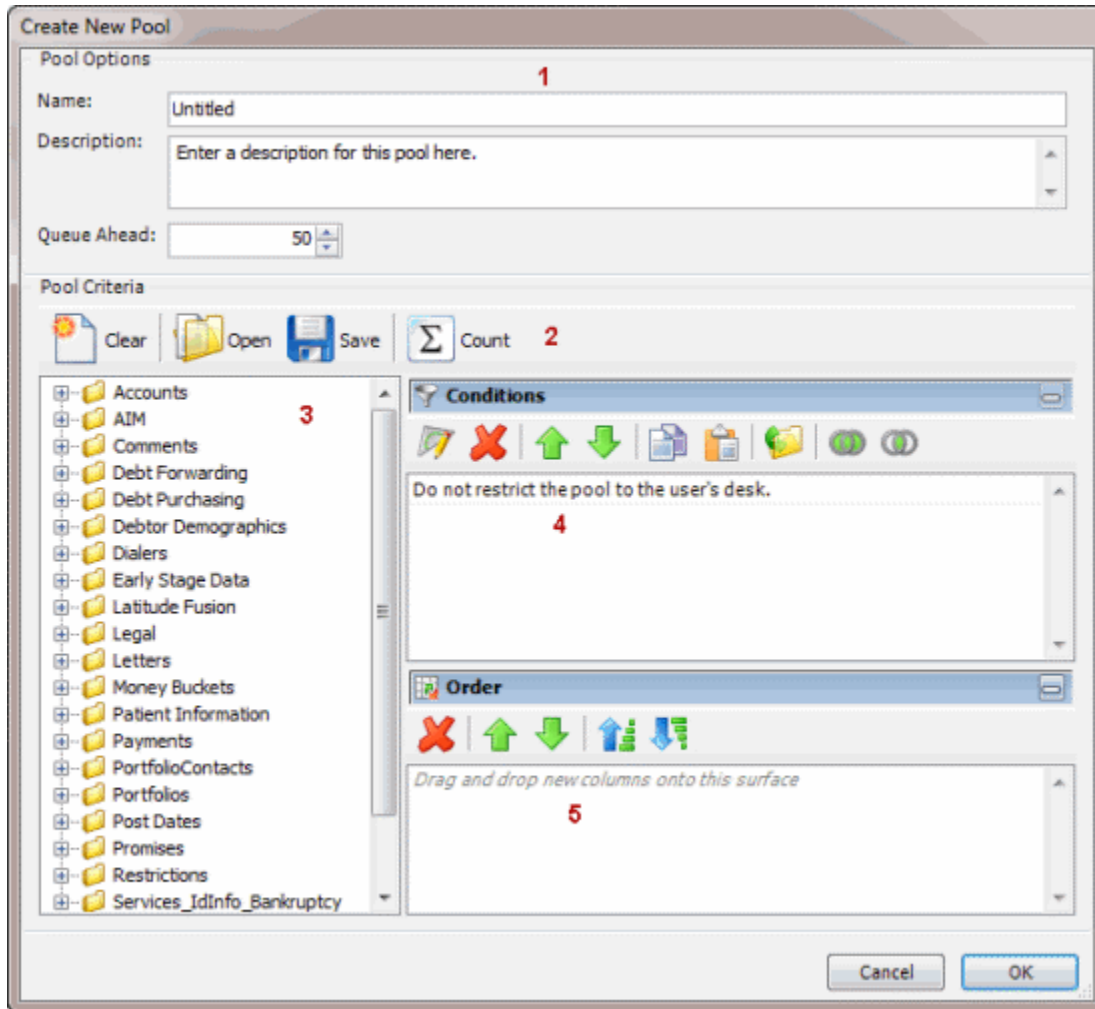 Create New Pool
Pool Options
1
Name:
Untitled
Description:
Enter a description for this pool here.
Queue Ahead:
50
Pool Criteria
Clear
Open
Save
Σ Count
2
Accounts
3
AIM
Comments
Debt Forwarding
Debt Purchasing
Debtor Demographics
Dialers
Early Stage Data
Latitude Fusion
Legal
Letters
Money Buckets
Patient Information
Payments
PortfolioContacts
Portfolios
Post Dates
Promises
Restrictions
Services_IdInfo_Bankruptcy
Conditions
Do not restrict the pool to the user's desk.
4
Order
Drag and drop new columns onto this surface
5
Cancel
OK